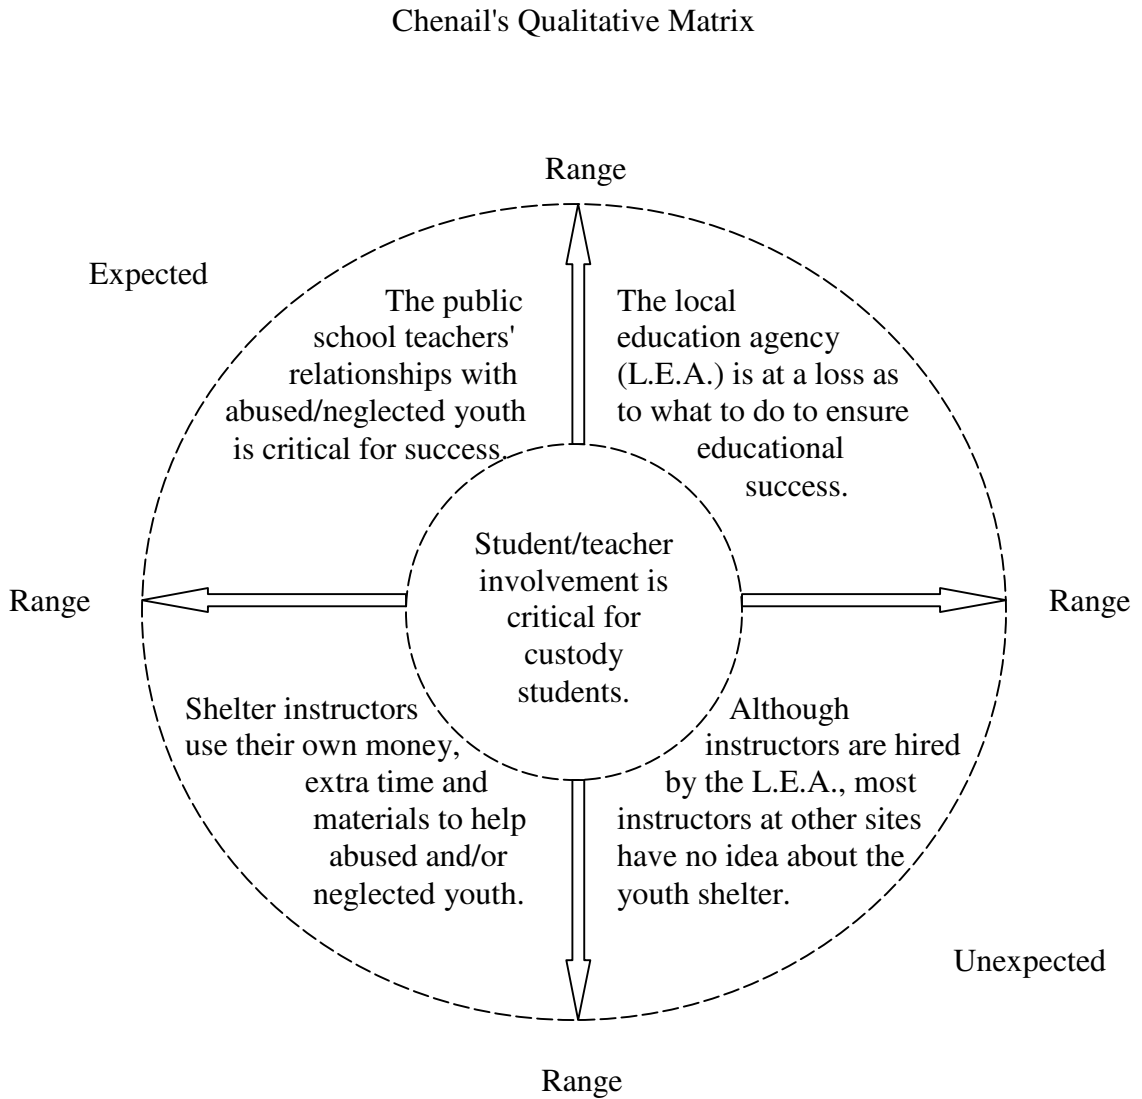 Chenail's Qualitative Matrix
Range
Expected
The public
school teachers'
relationships with
abused/neglected youth
is critical for success.
The local
education agency
(L.E.A.) is at a loss as
to what to do to ensure
educational
success.
Student/teacher
involvement is
critical for
custody
students.
Range
Range
Shelter instructors
use their own money,
extra time and
materials to help
abused and/or
neglected youth.
Although
instructors are hired
by the L.E.A., most
instructors at other sites
have no idea about the
youth shelter.
Unexpected
Range